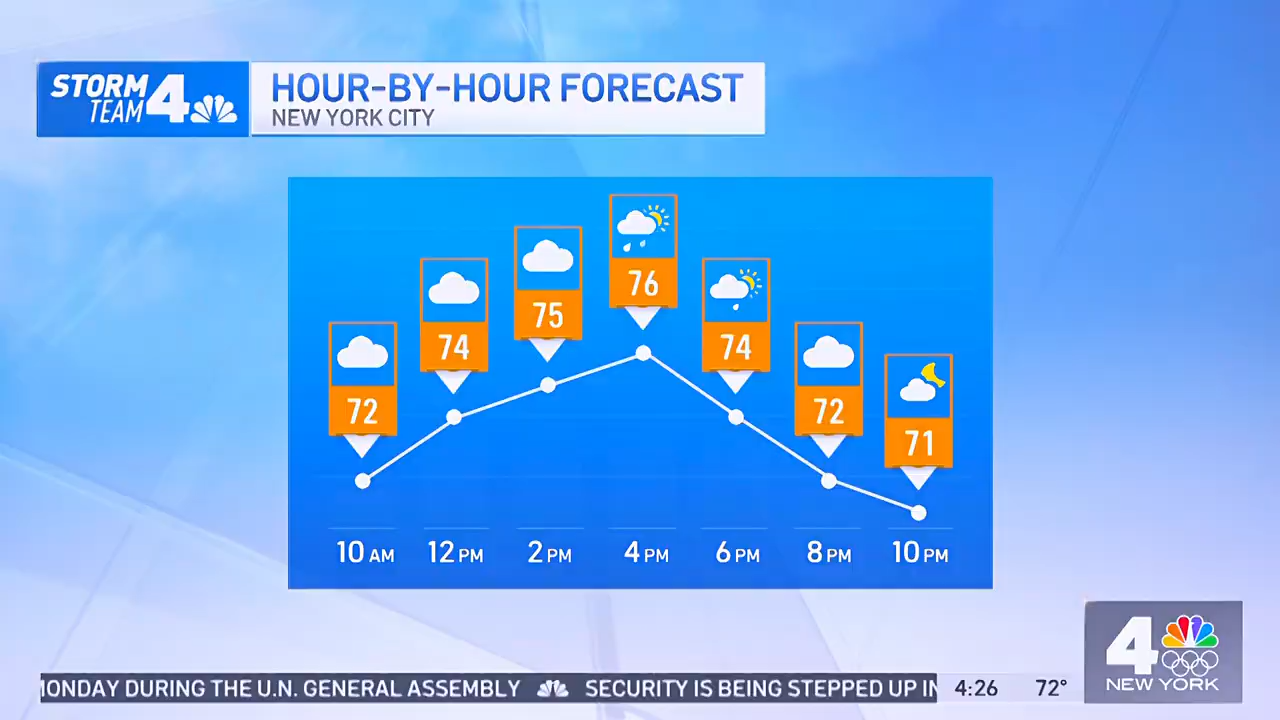 STORM
TEAM 4
HOUR-BY-HOUR FORECAST
NEW YORK CITY
72 74 75 76 74 72 71
10 AM 12 PM 2 PM 4 PM 6 PM 8 PM 10 PM
4
NEW YORK
MONDAY DURING THE U.N. GENERAL ASSEMBLY SECURITY IS BEING STEPPED UP IN 4:26 72°